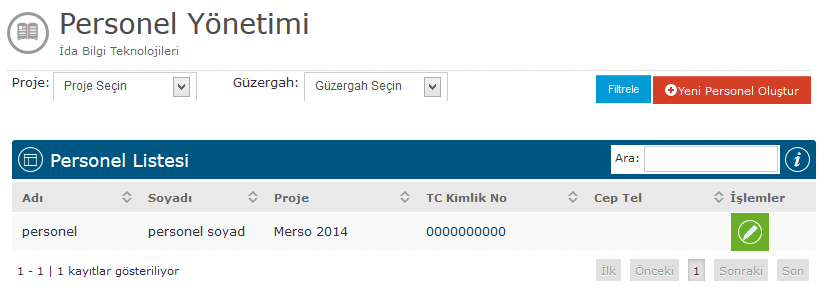 Personel Yönetimi
İda Bilgi Teknolojileri
Proje: Proje Seçin Güzergah: Güzergah Seçin Filtrele Yeni Personel Oluştur
Personel Listesi Ara:
Adı Soyadı Proje TC Kimlik No Cep Tel İşlemler
personel personel soyad Merso 2014 0000000000
1 - 1 | 1 kayıtlar gösteriliyor İlk Önceki 1 Sonraki Son